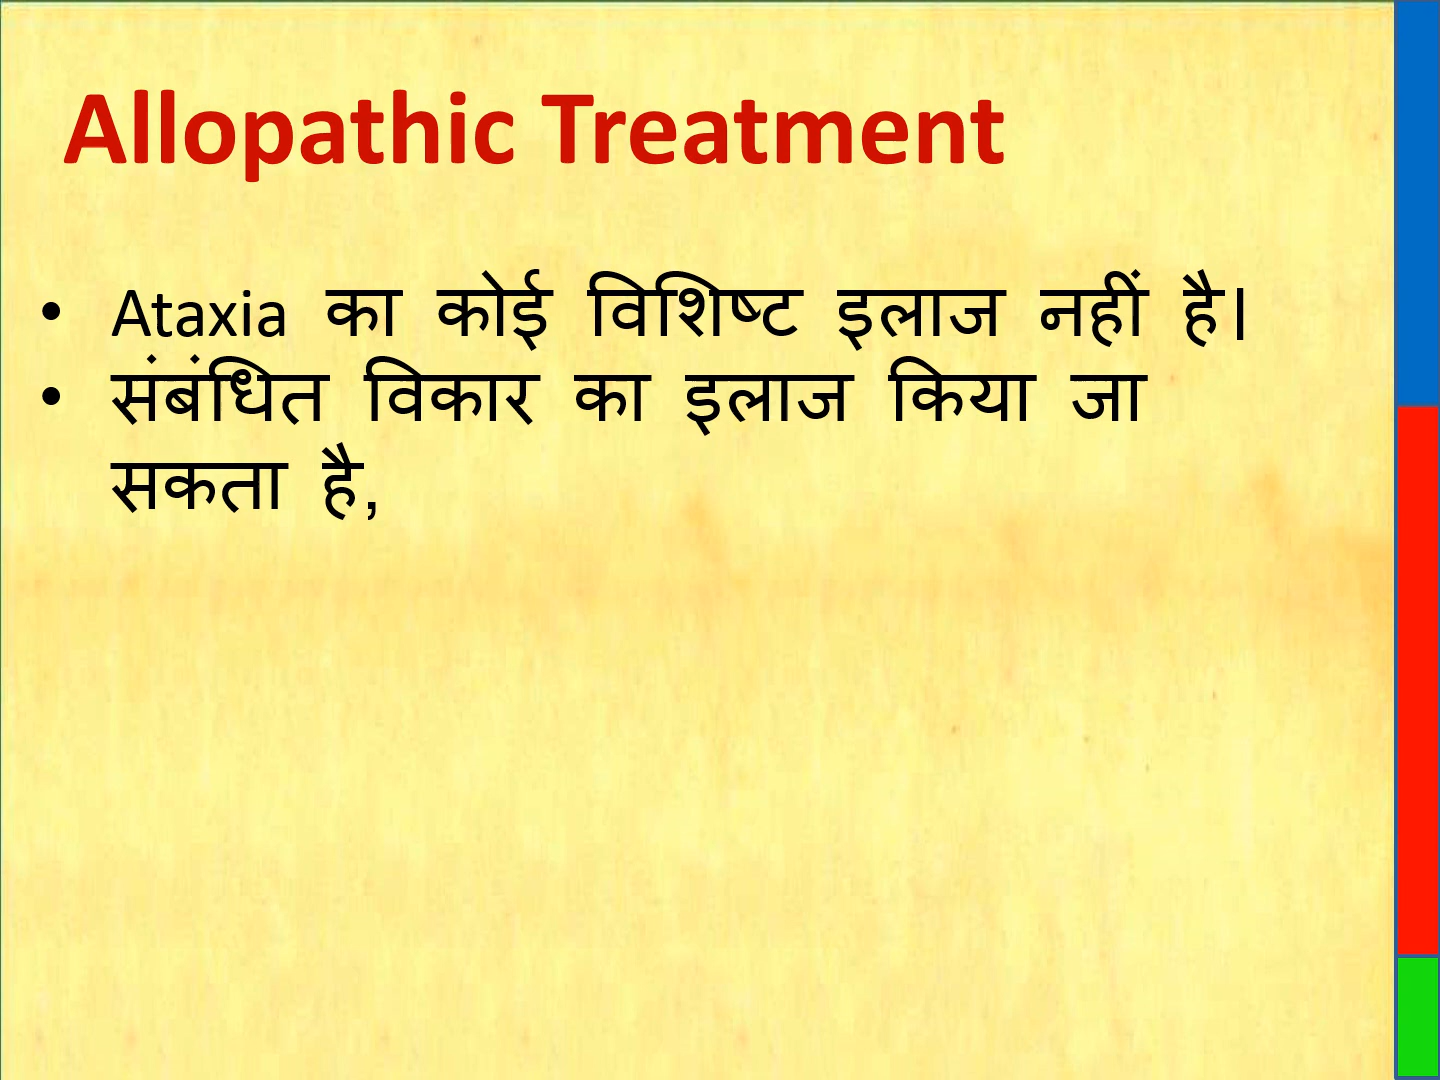 Allopathic Treatment
• Ataxia का कोई विशिष्ट इलाज नहीं है।
• संबंधित विकार का इलाज किया जा
सकता है,